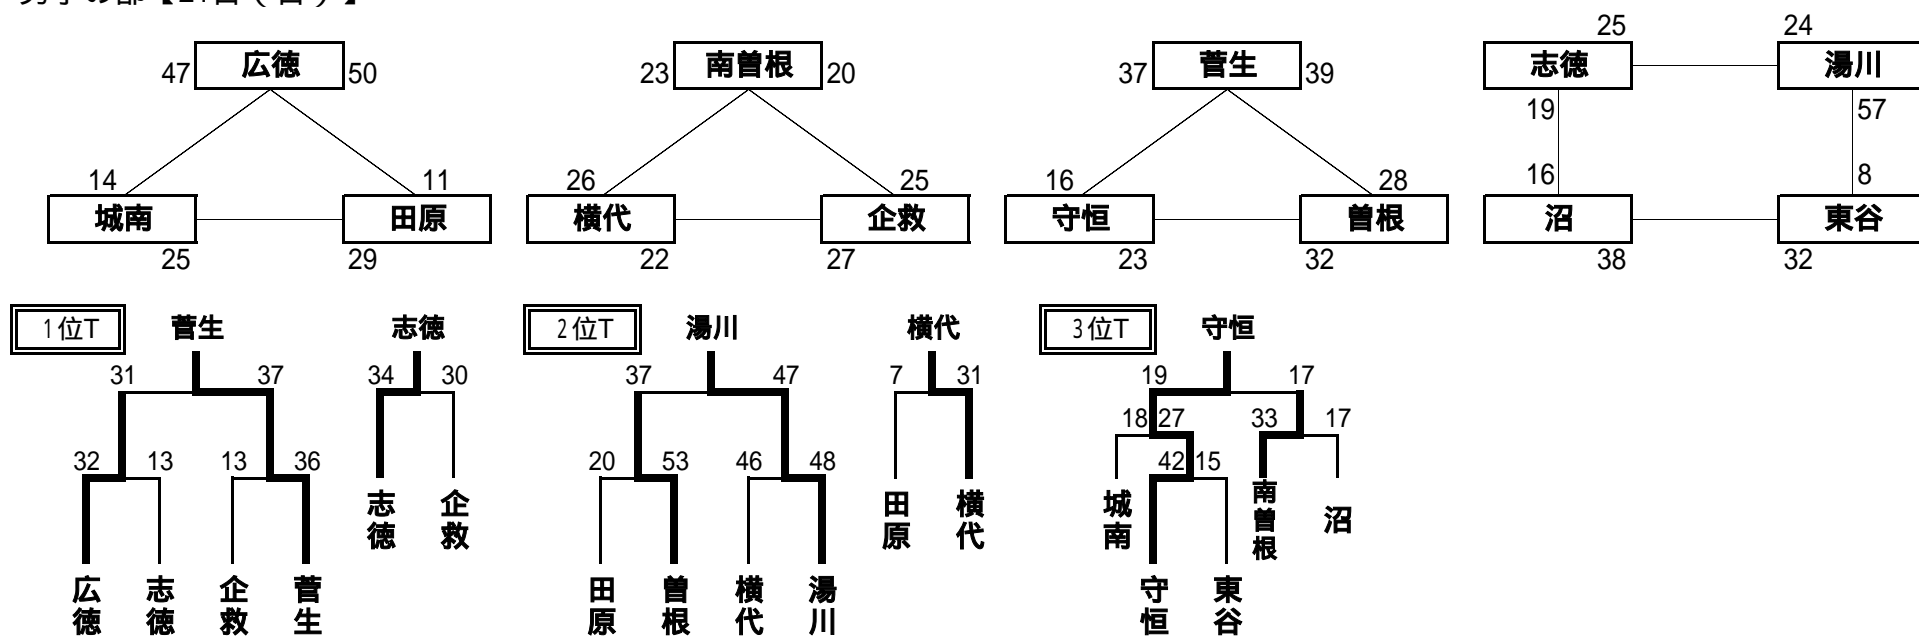 25 24
47 広徳 50 23 南曽根 20 37 菅生 39 志徳 湯川
19 57
14 11 26 25 16 28 16 8
城南 田原 横代 企救 守恒 曽根 沼 東谷
25 29 22 27 23 32 38 32
1位T 菅生 志徳 2位T 湯川 横代 3位T 守恒
31 37 34 30 37 47 7 31 19 17
18 27 33 17
32 13 13 36 20 53 46 48 42 15
志徳 企救 田原 横代 城南 南曽根 沼
広徳 志徳 企救 菅生 田原 曽根 横代 湯川 守恒 東谷